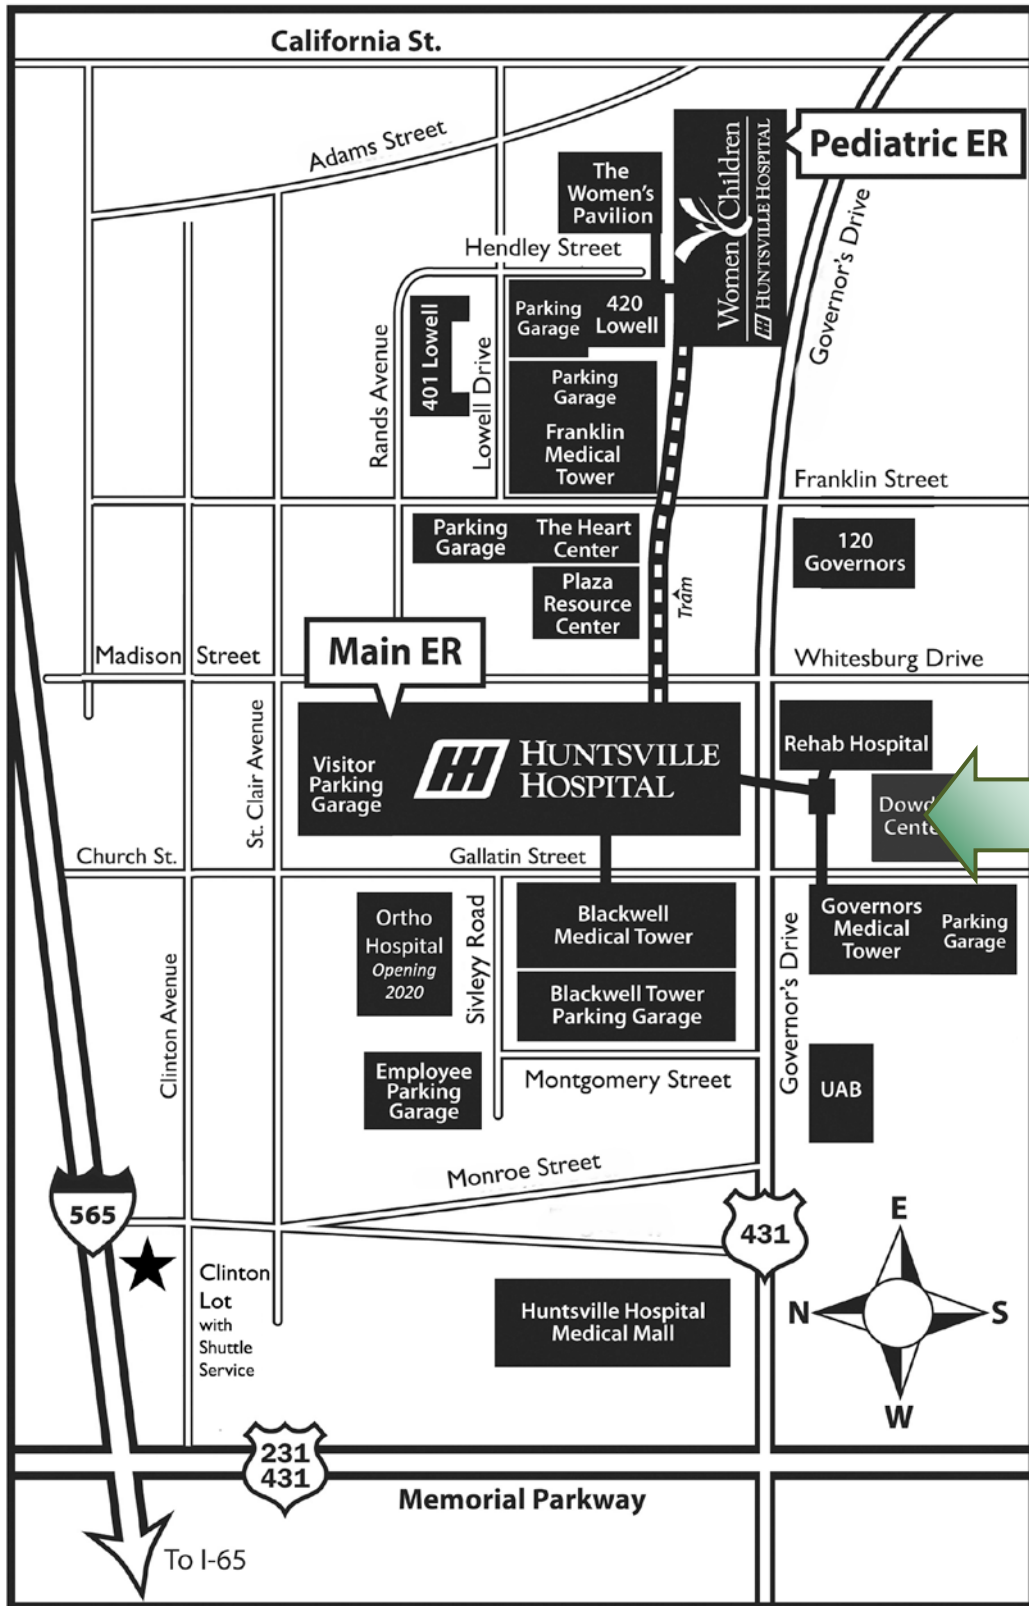 California St.
Adams Street
Pediatric ER
The
Women's
Pavilion
Women & Children
HUNTSVILLE HOSPITAL
Governor's Drive
Hendley Street
Parking
Garage
420
Lowell
401 Lowell
Rands Avenue
Lowell Drive
Parking
Garage
Franklin
Medical
Tower
Franklin Street
Parking
Garage
The Heart
Center
120
Governors
Plaza
Resource
Center
Tram
Madison Street
Main ER
Whitesburg Drive
St. Clair Avenue
Visitor
Parking
Garage
HUNTSVILLE
HOSPITAL
Rehab Hospital
Church St.
Gallatin Street
Ortho
Hospital
Opening
2020
Sivleyy Road
Blackwell
Medical Tower
Governors
Medical
Tower
Parking
Garage
Clinton Avenue
Blackwell Tower
Parking Garage
Governor's Drive
Employee
Parking
Garage
Montgomery Street
UAB
Monroe Street
565
431
Clinton
Lot
with
Shuttle
Service
Huntsville Hospital
Medical Mall
E
N
S
W
231
431
Memorial Parkway
To I-65